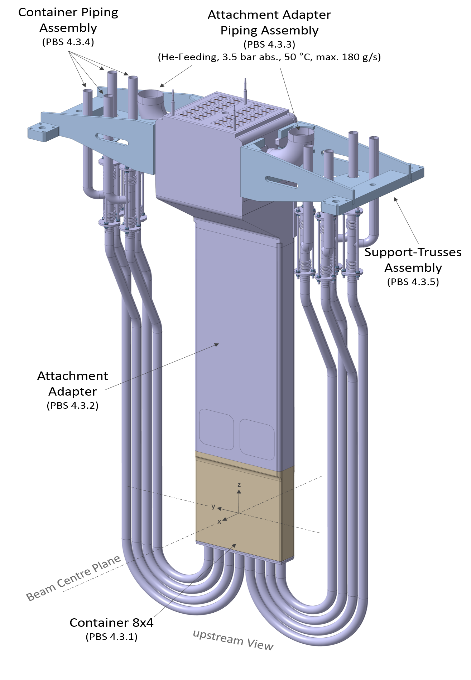 Container Piping
Assembly
(PBS 4.3.4)
Attachment Adapter
Piping Assembly
(PBS 4.3.3)
(He-Feeding, 3.5 bar abs., 50 °C, max. 180 g/s)
Support-Trusses
Assembly
(PBS 4.3.5)
Attachment
Adapter
(PBS 4.3.2)
z
y
x
Beam Centre Plane
Container 8x4
(PBS 4.3.1)
upstream View